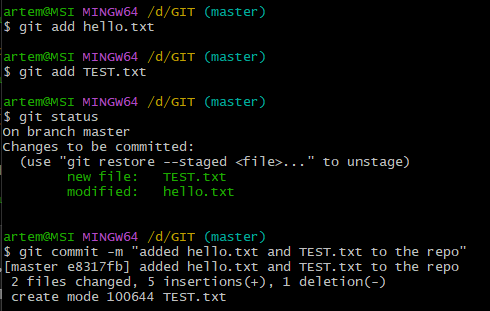 artem@MSI MINGW64 /d/GIT (master)
$ git add hello.txt
artem@MSI MINGW64 /d/GIT (master)
$ git add TEST.txt
artem@MSI MINGW64 /d/GIT (master)
$ git status
On branch master
Changes to be committed:
  (use "git restore --staged <file>..." to unstage)
        new file:   TEST.txt
        modified:   hello.txt
artem@MSI MINGW64 /d/GIT (master)
$ git commit -m "added hello.txt and TEST.txt to the repo"
[master e8317fb] added hello.txt and TEST.txt to the repo
 2 files changed, 5 insertions(+), 1 deletion(-)
 create mode 100644 TEST.txt